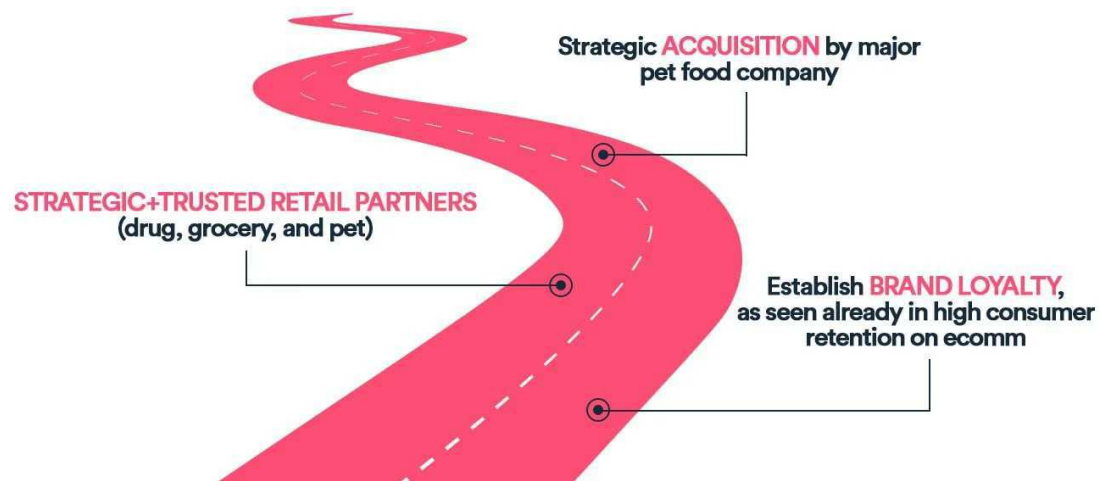 Strategic ACQUISITION by major
pet food company
STRATEGIC+TRUSTED RETAIL PARTNERS
(drug, grocery, and pet)
Establish BRAND LOYALTY,
as seen already in high consumer
retention on ecomm